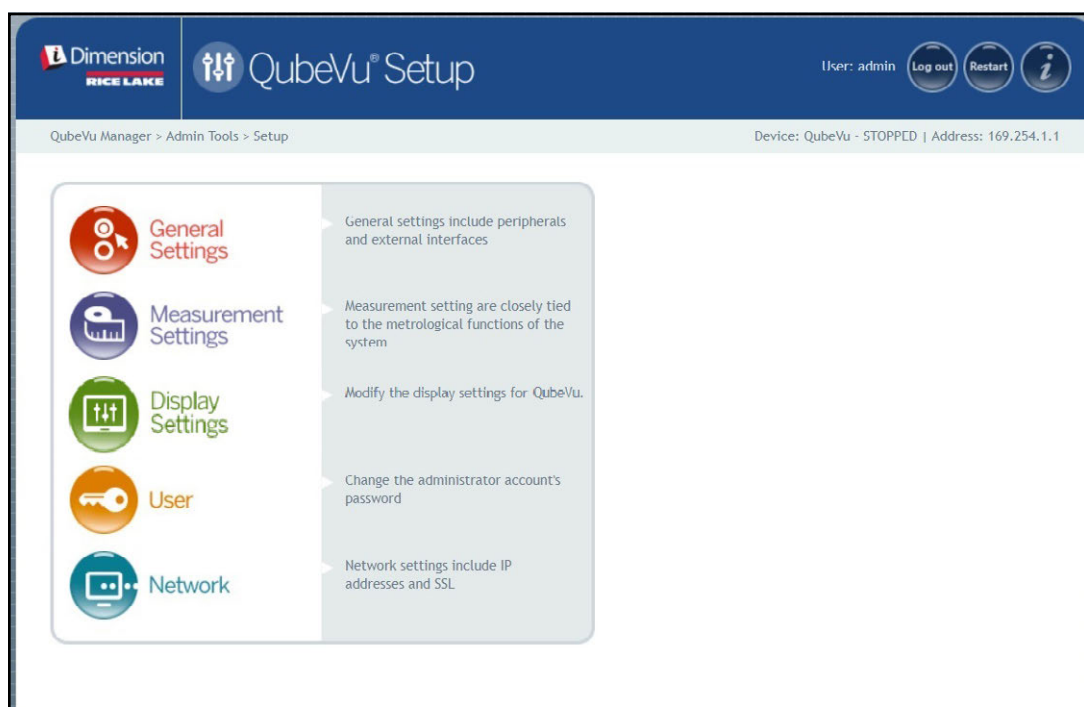 i Dimension
RICE LAKE
QubeVu® Setup
User: admin
Log out
Restart
i
QubeVu Manager > Admin Tools > Setup
Device: QubeVu - STOPPED | Address: 169.254.1.1
General
Settings
General settings include peripherals
and external interfaces
Measurement
Settings
Measurement setting are closely tied
to the metrological functions of the
system
Display
Settings
Modify the display settings for QubeVu.
User
Change the administrator account's
password
Network
Network settings include IP
addresses and SSL